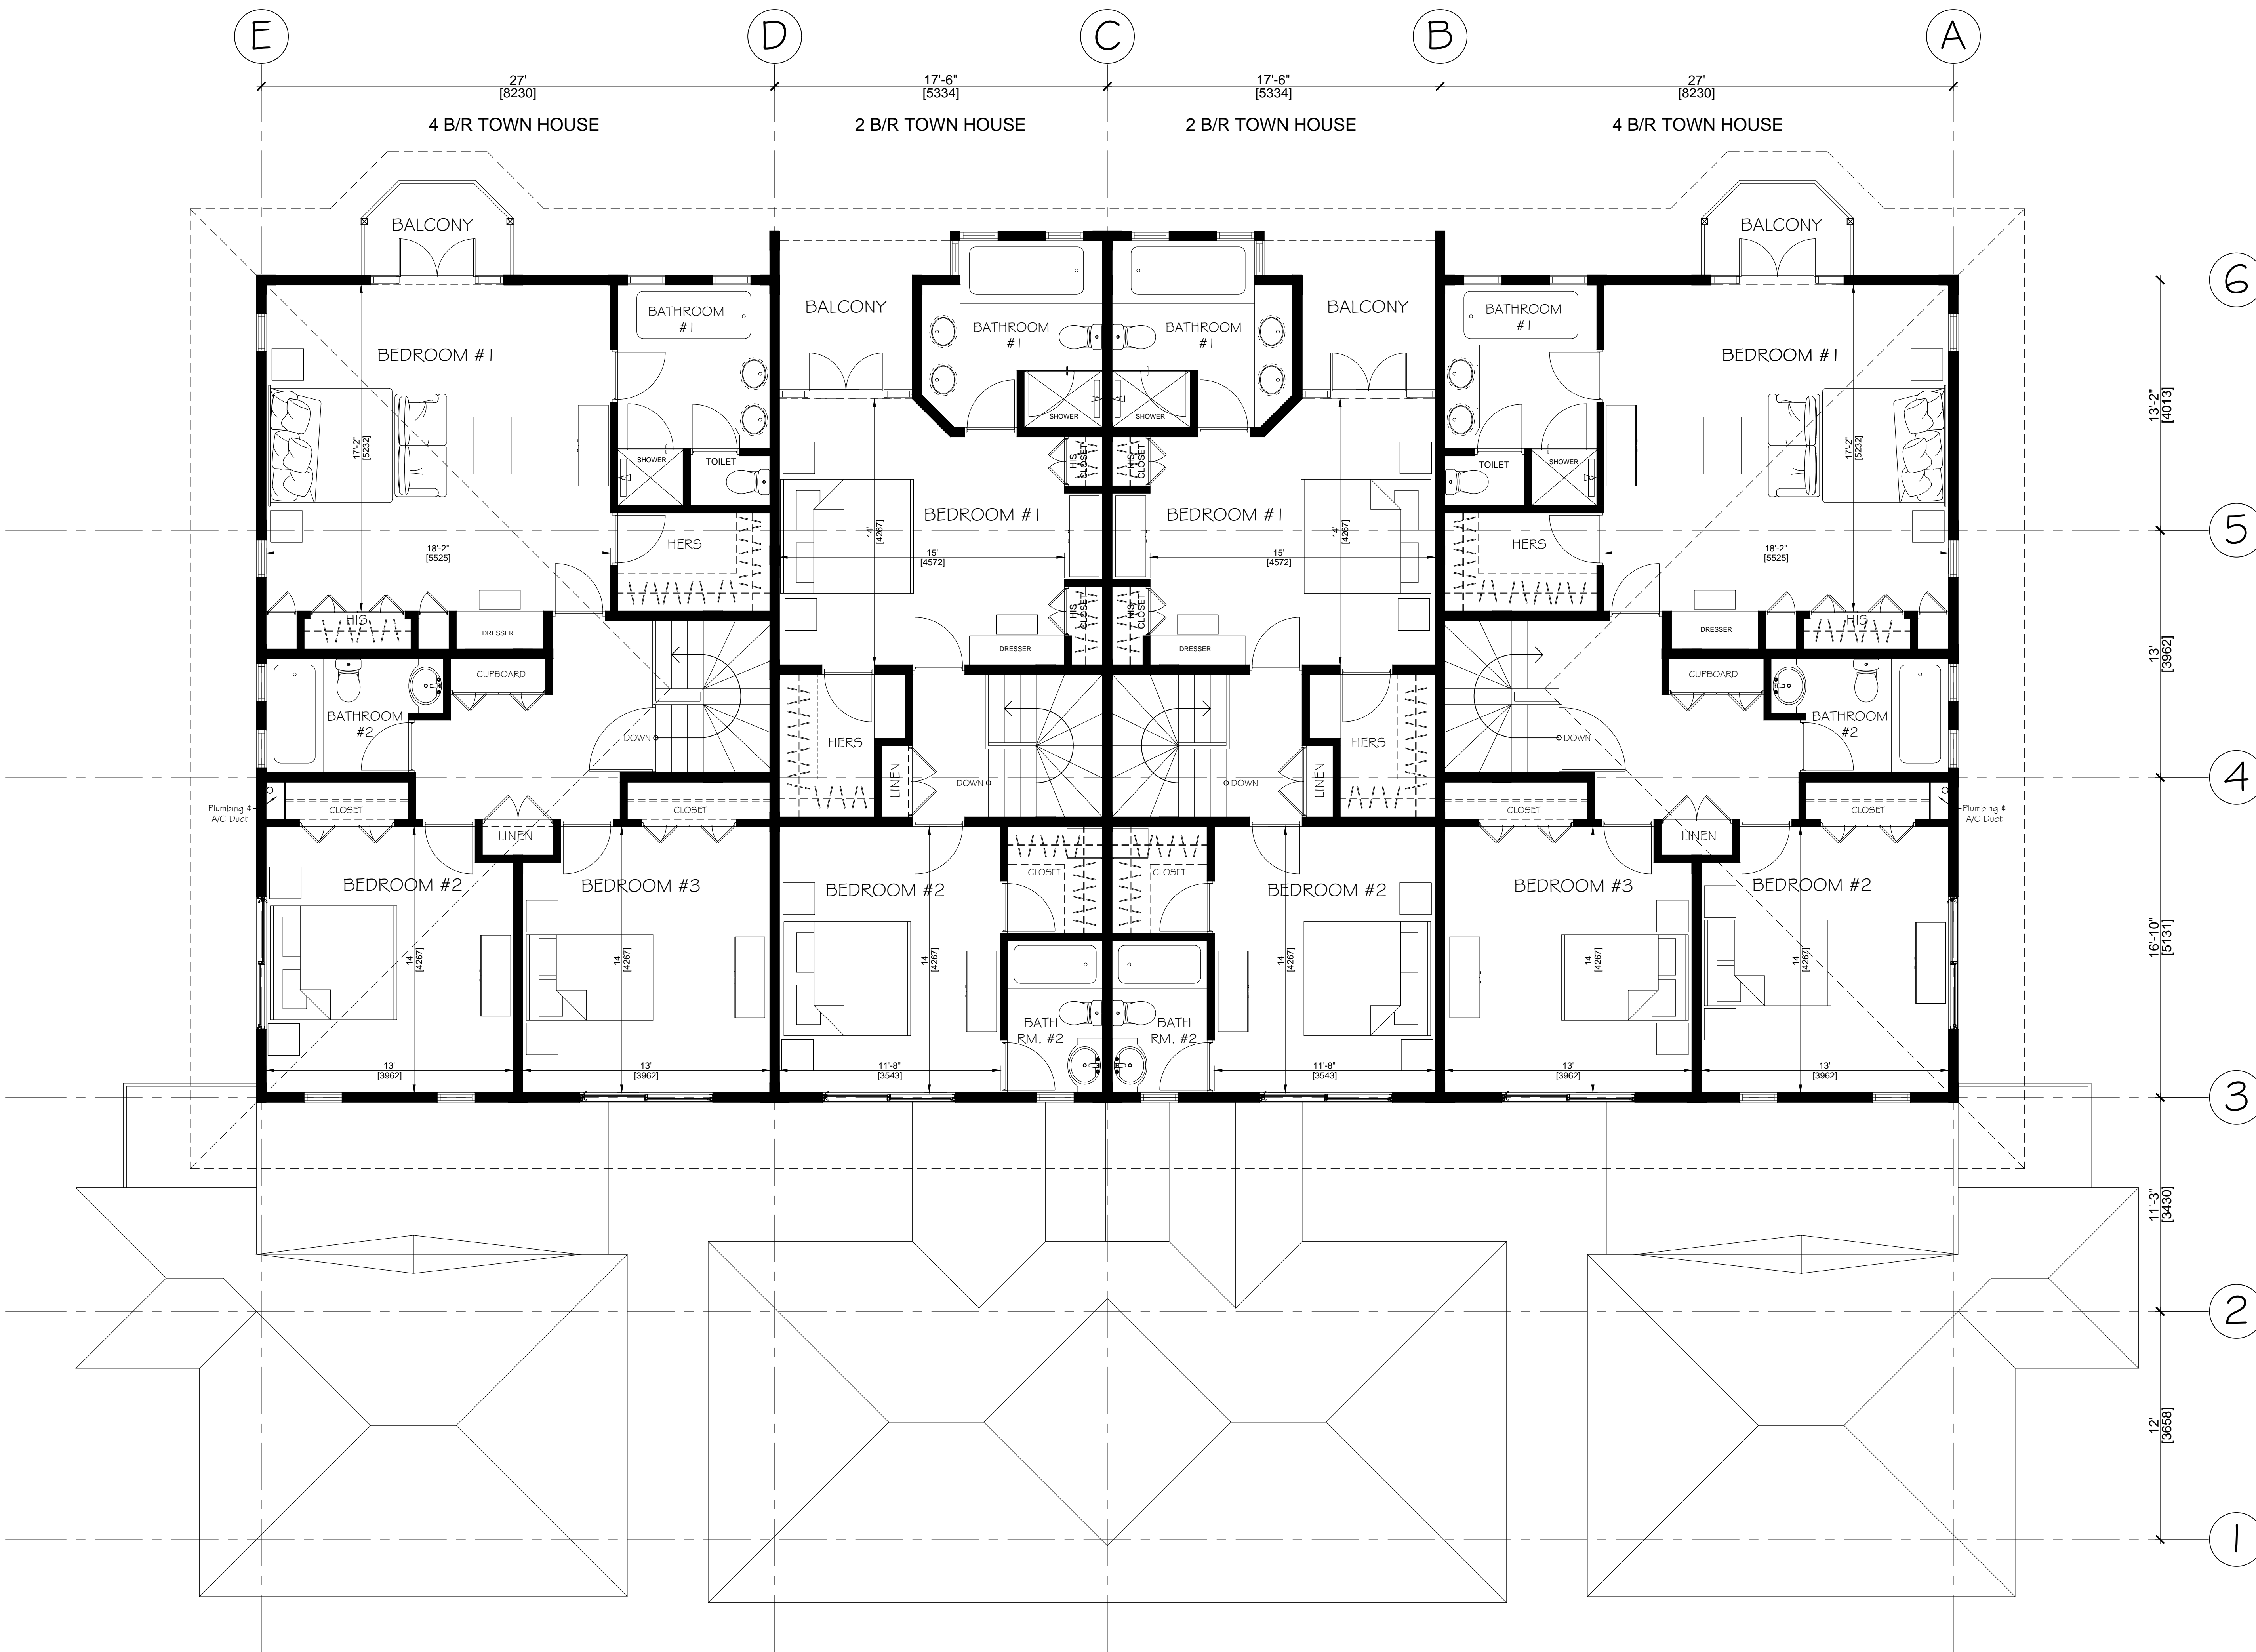 E
D
C
B
A
27'
[8230]
17'-6"
[5334]
17'-6"
[5334]
27'
[8230]
4 B/R TOWN HOUSE
2 B/R TOWN HOUSE
2 B/R TOWN HOUSE
4 B/R TOWN HOUSE
BALCONY
BALCONY
6
BATHROOM
#1
BALCONY
BATHROOM
#1
BATHROOM
#1
BALCONY
BATHROOM
#1
BEDROOM #1
BEDROOM #1
13'-2"
[4013]
17'-2"
[5232]
SHOWER
TOILET
SHOWER
SHOWER
TOILET
SHOWER
17'-2"
[5232]
HIS
CLOSET
HIS
CLOSET
BEDROOM #1
BEDROOM #1
5
14'
[4267]
14'
[4267]
18'-2"
[5525]
HERS
15'
[4572]
15'
[4572]
HERS
18'-2"
[5525]
HIS
DRESSER
HIS
CLOSET
HIS
CLOSET
DRESSER
DRESSER
DRESSER
HIS
13'
[3962]
CUPBOARD
CUPBOARD
BATHROOM
#2
DOWN
HERS
HERS
DOWN
BATHROOM
#2
LINEN
DOWN
DOWN
LINEN
4
Plumbing &
A/C Duct
CLOSET
CLOSET
CLOSET
CLOSET
Plumbing &
A/C Duct
LINEN
LINEN
BEDROOM #2
BEDROOM #3
BEDROOM #2
CLOSET
CLOSET
BEDROOM #2
BEDROOM #3
BEDROOM #2
16'-10"
[5131]
14'
[4267]
14'
[4267]
14'
[4267]
14'
[4267]
14'
[4267]
14'
[4267]
BATH
RM. #2
BATH
RM. #2
13'
[3962]
13'
[3962]
11'-8"
[3543]
11'-8"
[3543]
13'
[3962]
13'
[3962]
3
11'-3"
[3430]
2
12'
[3658]
1